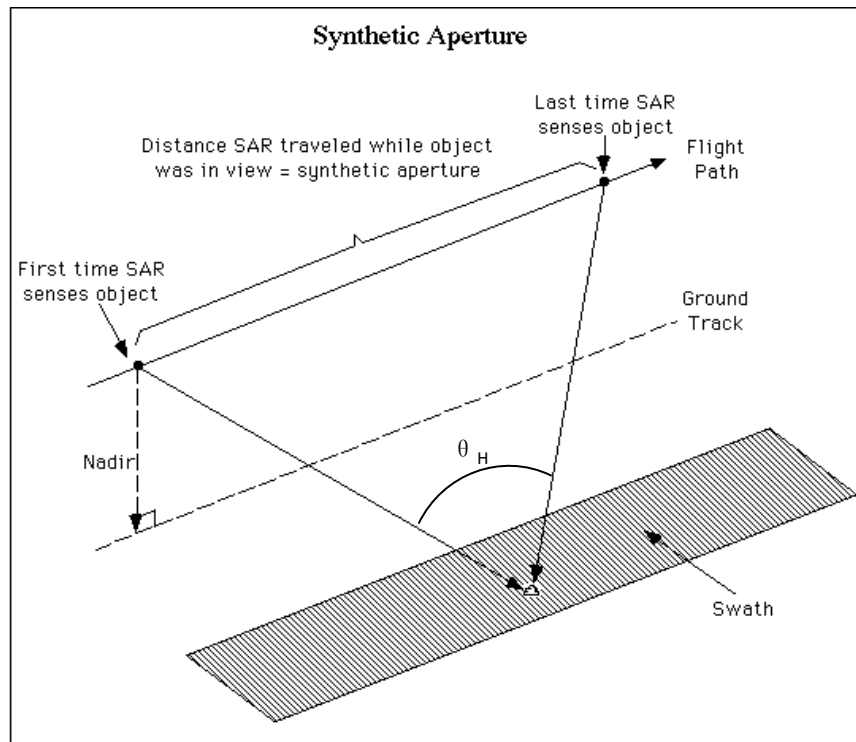 Synthetic Aperture
Last time SAR
senses object
Distance SAR traveled while object
was in view = synthetic aperture
Flight
Path
First time SAR
senses object
Ground
Track
Nadir
θ H
Swath